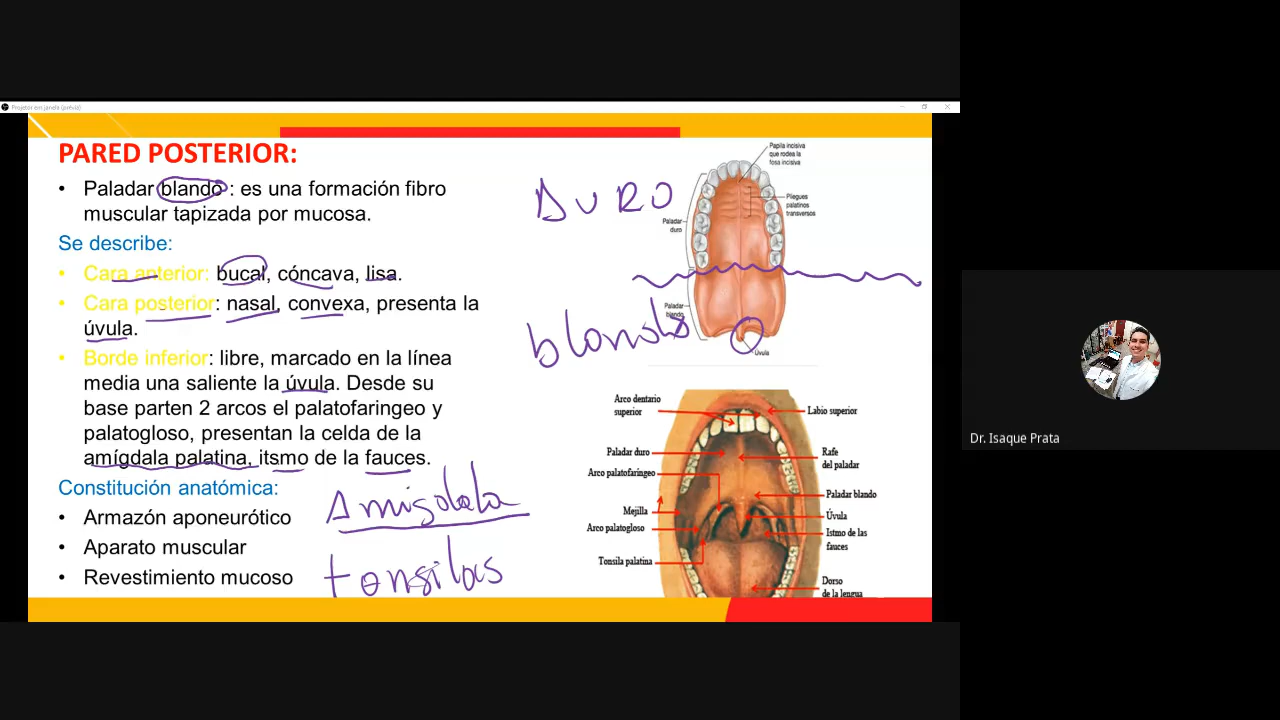 Projetor em janela (prévia)
PARED POSTERIOR:
• Paladar blando : es una formación fibro
muscular tapizada por mucosa.
Se describe:
• Cara anterior: bucal, cóncava, lisa.
• Cara posterior: nasal, convexa, presenta la
úvula.
• Borde inferior: libre, marcado en la línea
media una saliente la úvula. Desde su
base parten 2 arcos el palatofaringeo y
palatogloso, presentan la celda de la
amígdala palatina, itsmo de la fauces.
Constitución anatómica:
• Armazón aponeurótico
• Aparato muscular
• Revestimiento mucoso
Amigdala
tonsilas
DURO
blando
Papila incisiva
que rodea la
fosa incisiva
Pliegues
palatinos
transversos
Paladar
duro
Paladar
blando
Úvula
Arco dentario
superior
Labio superior
Paladar duro
Rafe
del paladar
Arco palatofaríngeo
Paladar blando
Mejilla
Úvula
Arco palatogloso
Istmo de las
fauces
Tonsila palatina
Dorso
de la lengua
Dr. Isaque Prata